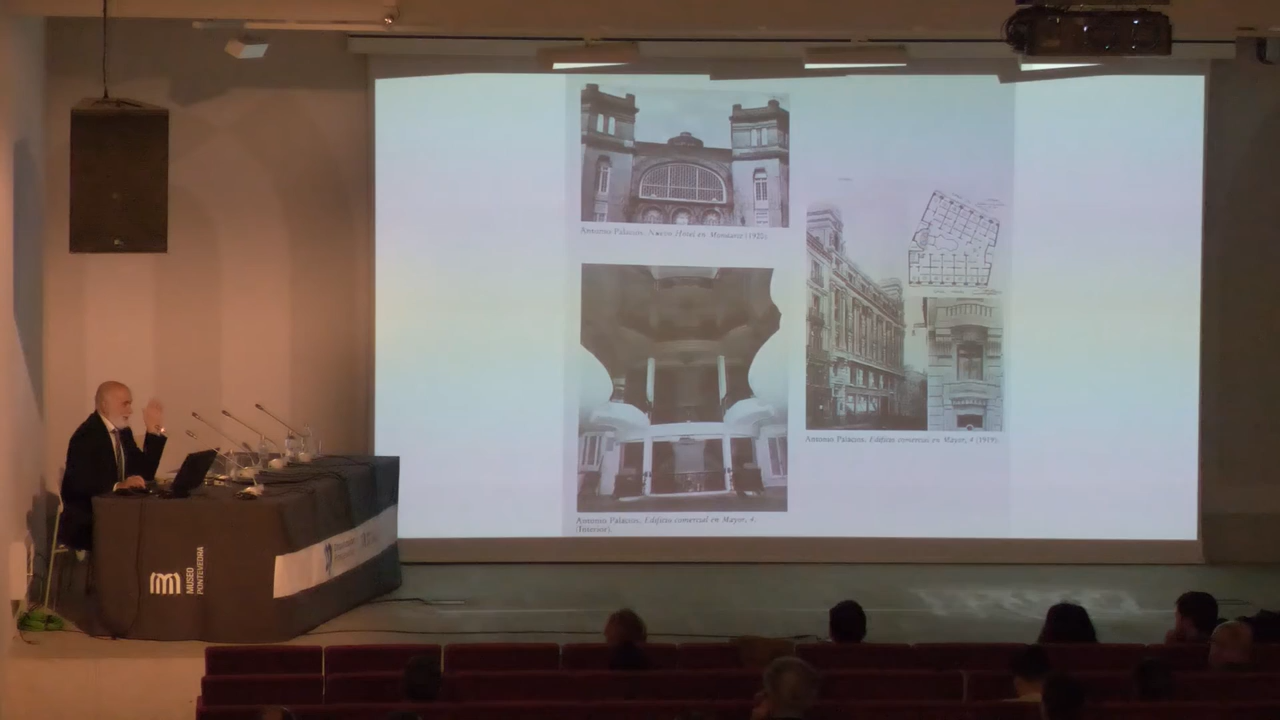 Antonio Palacios. Nuevo Hotel en Mondariz (1922).
Antonio Palacios. Edificio comercial en Mayor, 4 (1919).
Antonio Palacios. Edificio comercial en Mayor, 4.
(Interior).
MUSEO
PONTEVEDRA